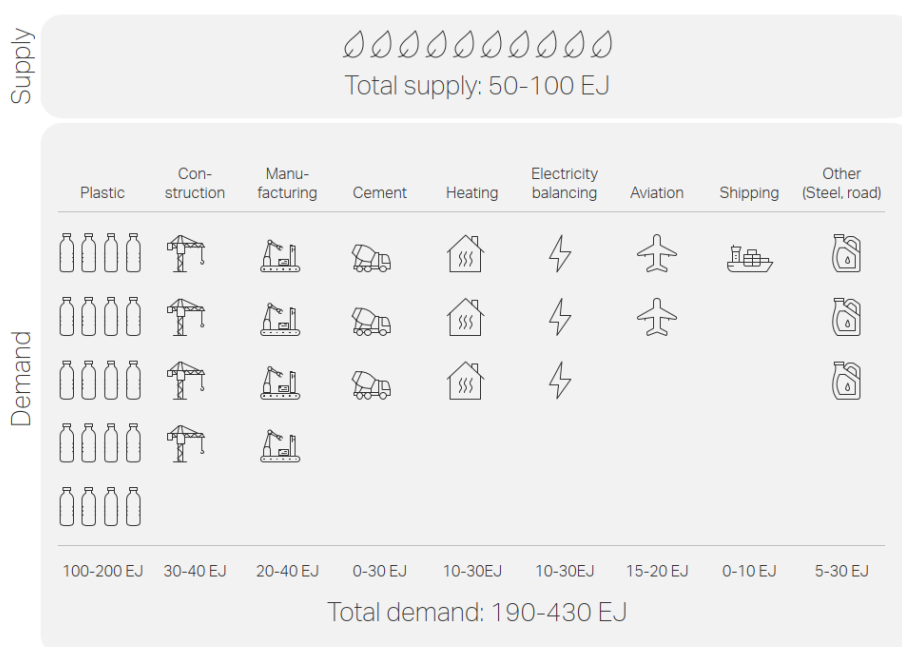 Supply
Total supply: 50-100 EJ
Demand
Plastic
Con-
struction
Manu-
facturing
Cement
Heating
Electricity
balancing
Aviation
Shipping
Other
(Steel, road)
100-200 EJ
30-40 EJ
20-40 EJ
0-30 EJ
10-30EJ
10-30EJ
15-20 EJ
0-10 EJ
5-30 EJ
Total demand: 190-430 EJ